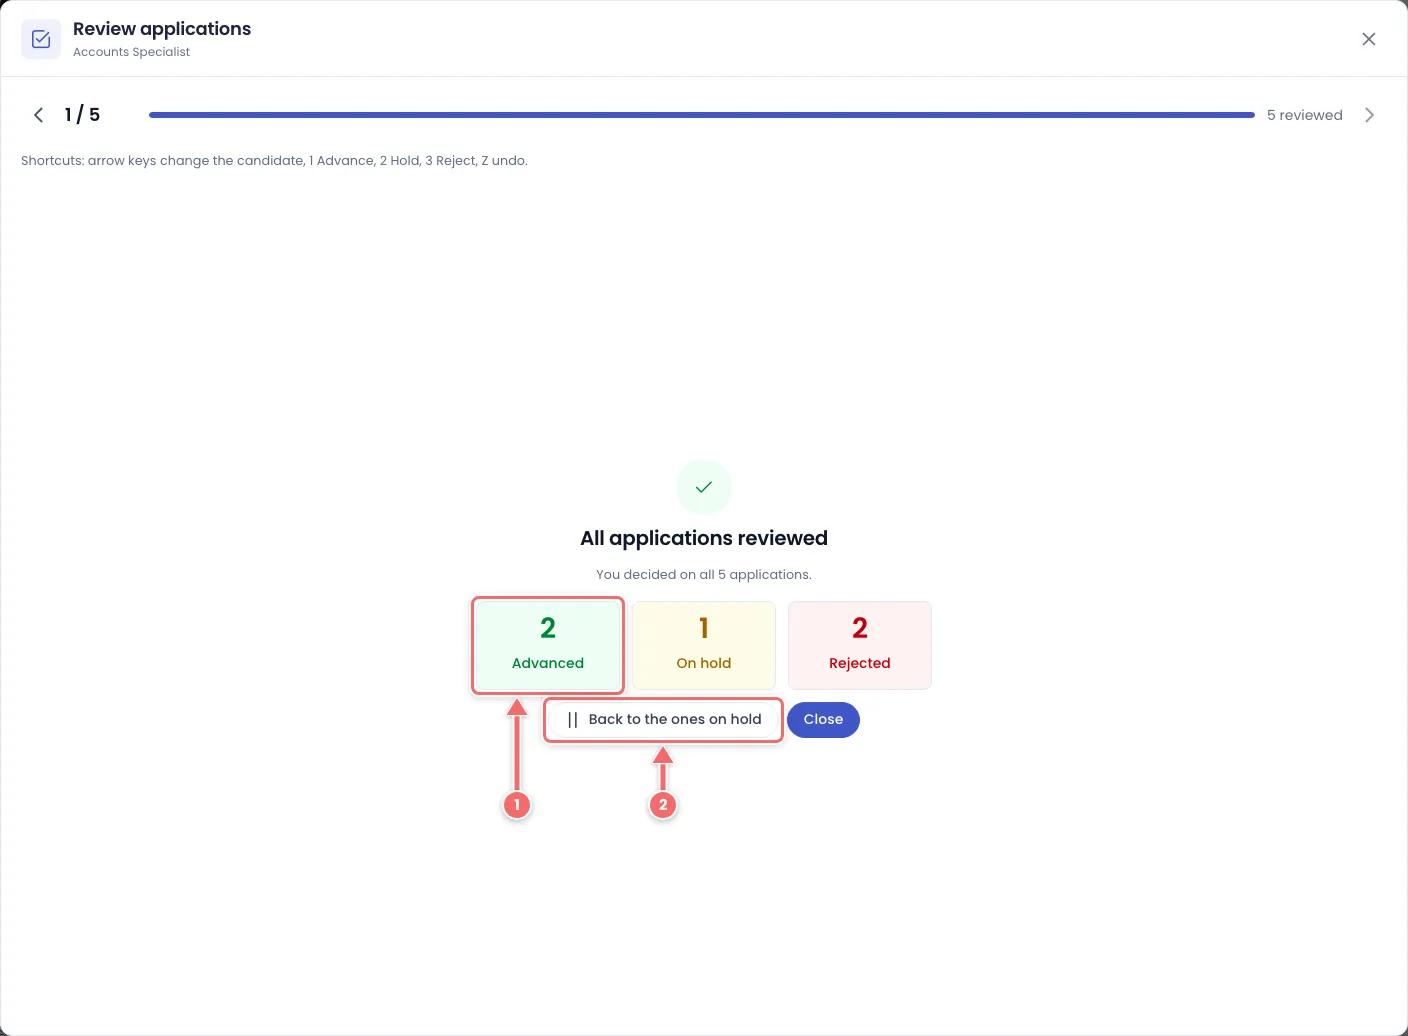 Review applications
Accounts Specialist
1 / 5
5 reviewed
Shortcuts: arrow keys change the candidate, 1 Advance, 2 Hold, 3 Reject, Z undo.
All applications reviewed
You decided on all 5 applications.
2
Advanced
1
On hold
2
Rejected
Back to the ones on hold
Close
1
2